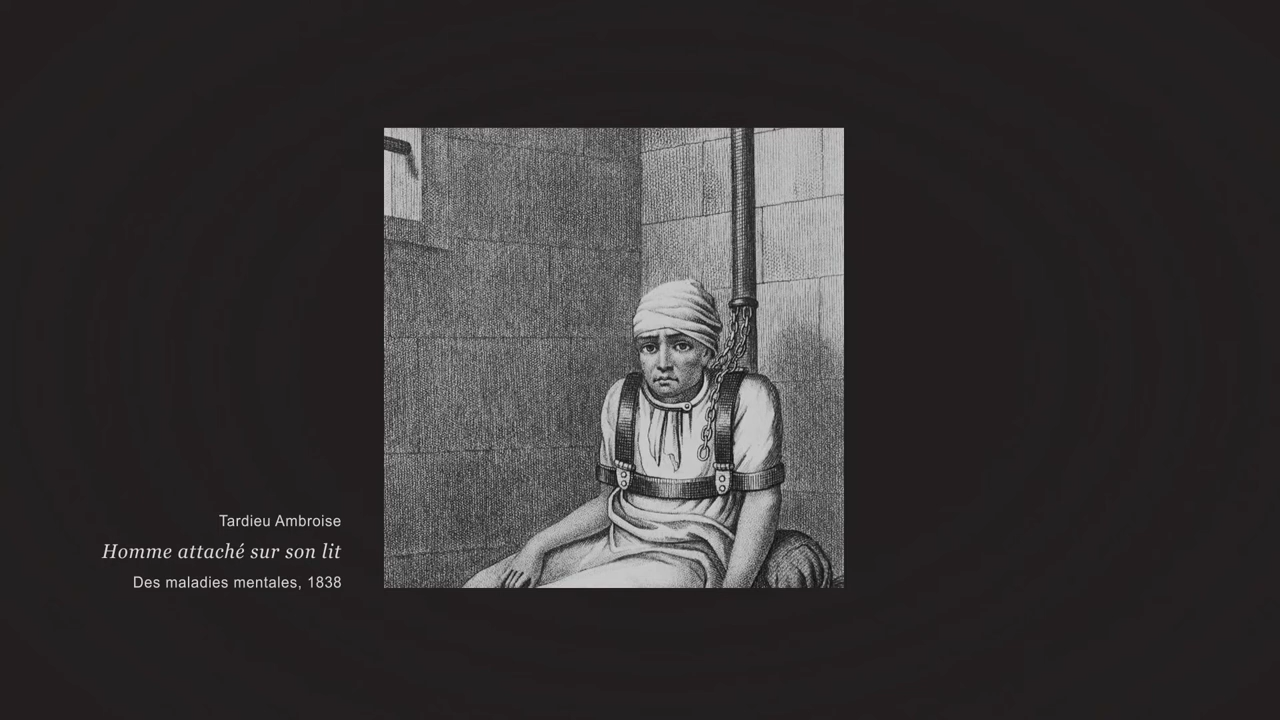 Tardieu Ambroise
Homme attaché sur son lit
Des maladies mentales, 1838